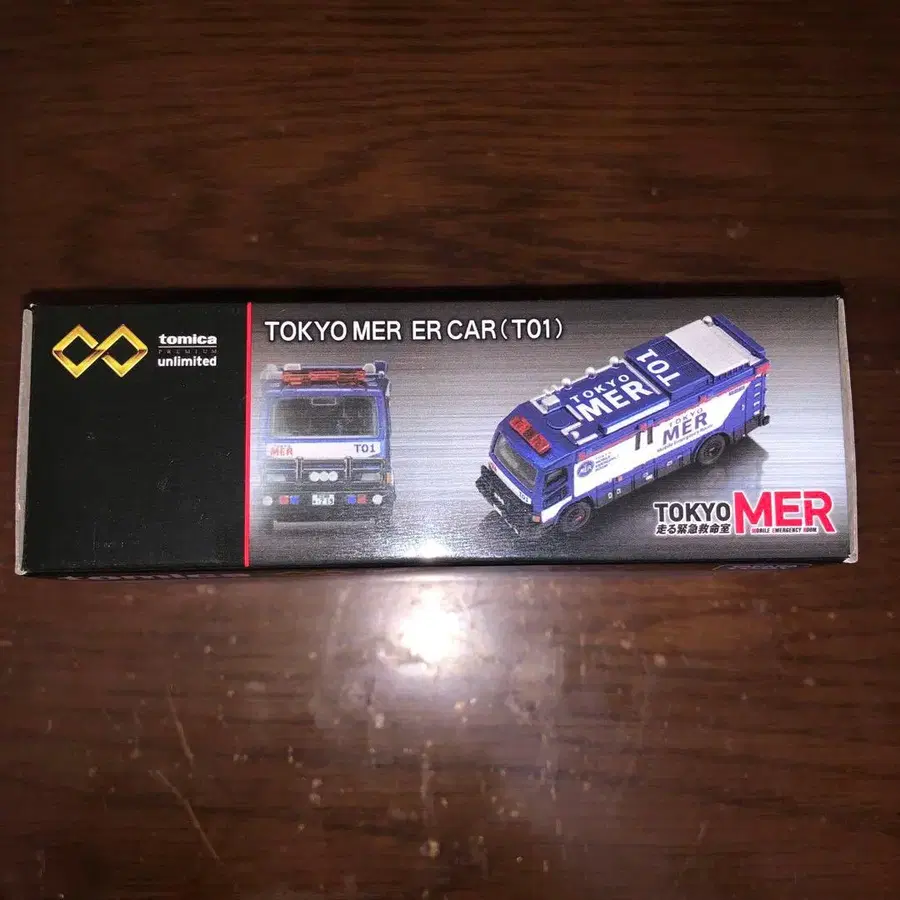 tomica
PREMIUM
unlimited
TOKYO MER ER CAR(T01)
MER
T01
TOKYO
MER
T01
TOKYO
MER
TOKYO
MER
走る緊急救命室
MOBILE EMERGENCY ROOM